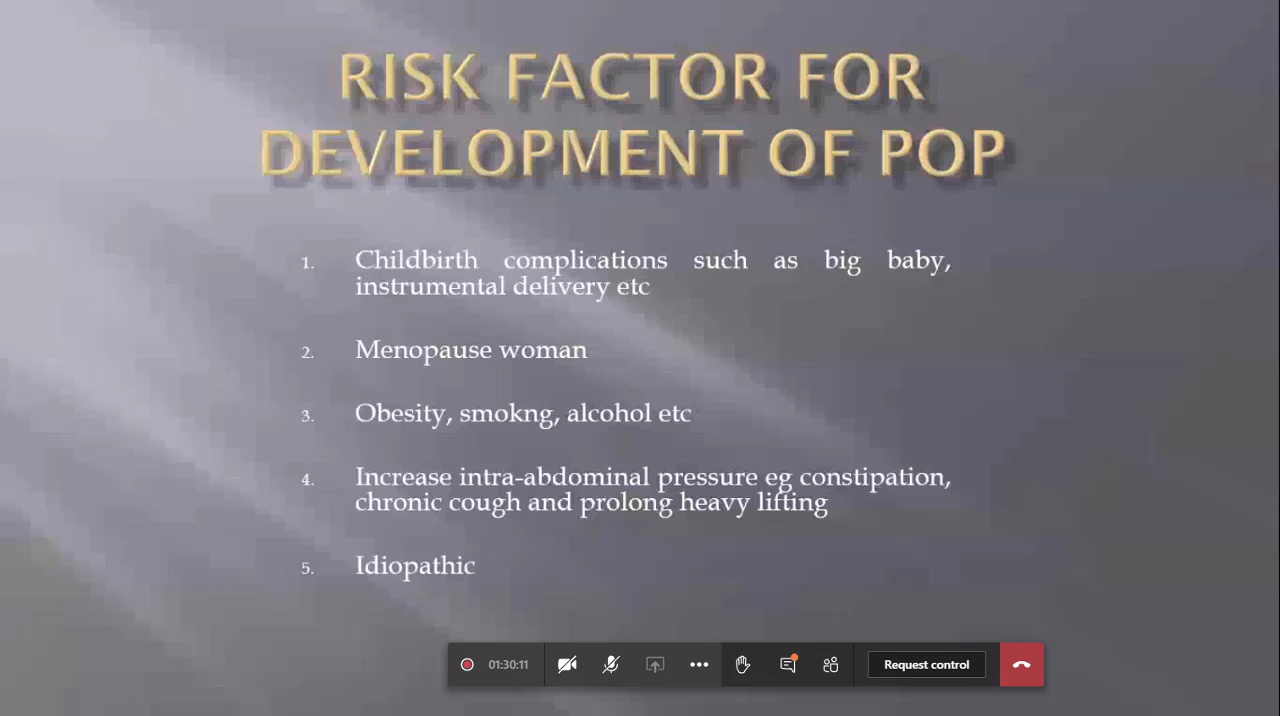 RISK FACTOR FOR
DEVELOPMENT OF POP
1. Childbirth complications such as big baby,
instrumental delivery etc
2. Menopause woman
3. Obesity, smokng, alcohol etc
4. Increase intra-abdominal pressure eg constipation,
chronic cough and prolong heavy lifting
5. Idiopathic
01:30:11 Request control